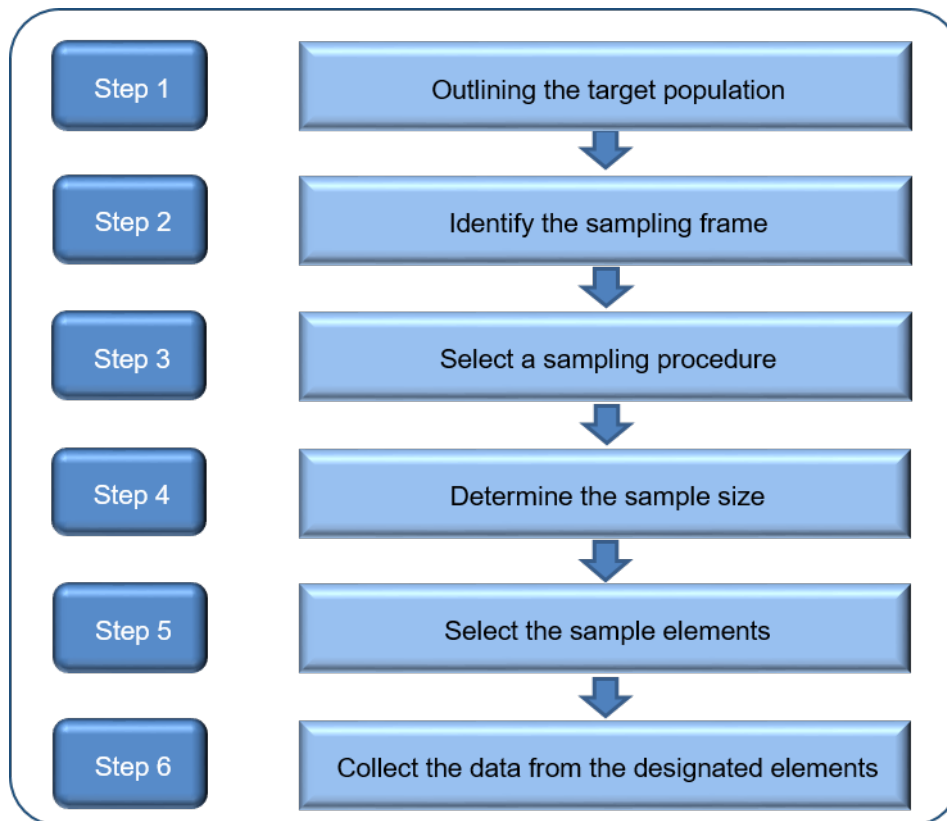 Step 1
Outlining the target population
Step 2
Identify the sampling frame
Step 3
Select a sampling procedure
Step 4
Determine the sample size
Step 5
Select the sample elements
Step 6
Collect the data from the designated elements